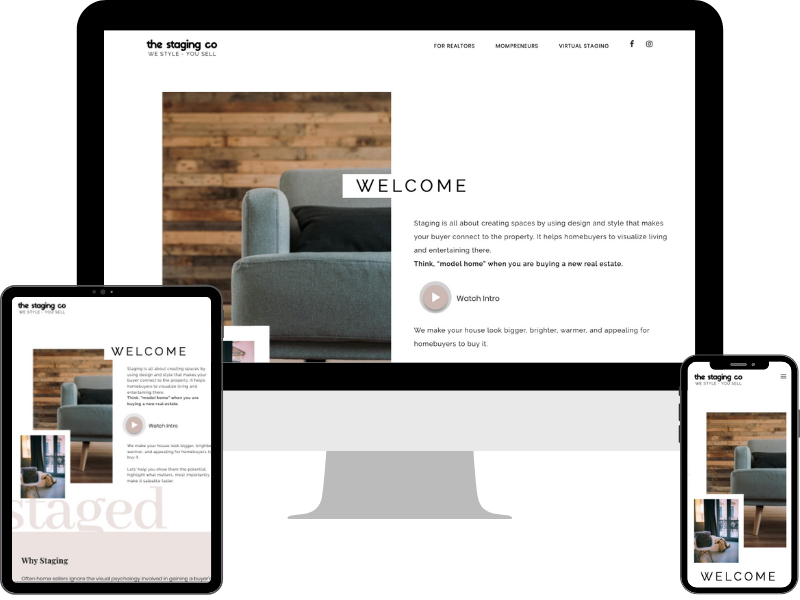 the staging co
WE STYLE - YOU SELL
FOR REALTORS
MOMPRENEURS
VIRTUAL STAGING
WELCOME
Staging is all about creating spaces by using design and style that makes
your buyer connect to the property. It helps homebuyers to visualize living
and entertaining there.
Think, "model home" when you are buying a new real estate.
Watch Intro
We make your house look bigger, brighter, warmer, and appealing for
homebuyers to buy it.
the staging co
WE STYLE - YOU SELL
WELCOME
Staging is all about creating spaces by
using design and style that makes your
buyer connect to the property. It helps
homebuyers to visualize living and
entertaining there.
Think, "model home" when you are
buying a new real estate.
Watch Intro
We make your house look bigger, brighter,
warmer, and appealing for homebuyers to
buy it.
Lets' help you show them the potential,
highlight what matters, most importantly
make it saleable faster.
staged
Why Staging
Often home sellers ignore the visual psychology involved in gaining a buyer's
the staging co
WE STYLE - YOU SELL
WELCOME